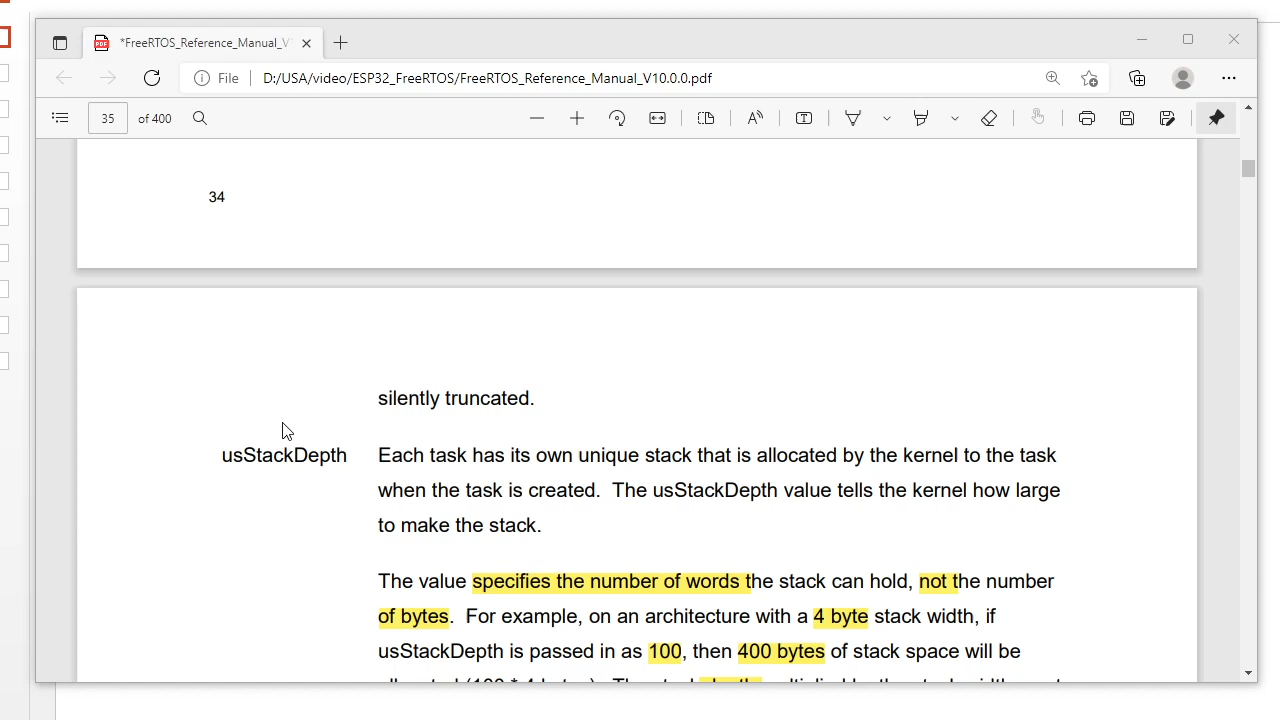 *FreeRTOS_Reference_Manual_V
File
D:/USA/video/ESP32_FreeRTOS/FreeRTOS_Reference_Manual_V10.0.0.pdf
35 of 400
34
silently truncated.
usStackDepth Each task has its own unique stack that is allocated by the kernel to the task
when the task is created. The usStackDepth value tells the kernel how large
to make the stack.
The value specifies the number of words the stack can hold, not the number
of bytes. For example, on an architecture with a 4 byte stack width, if
usStackDepth is passed in as 100, then 400 bytes of stack space will be